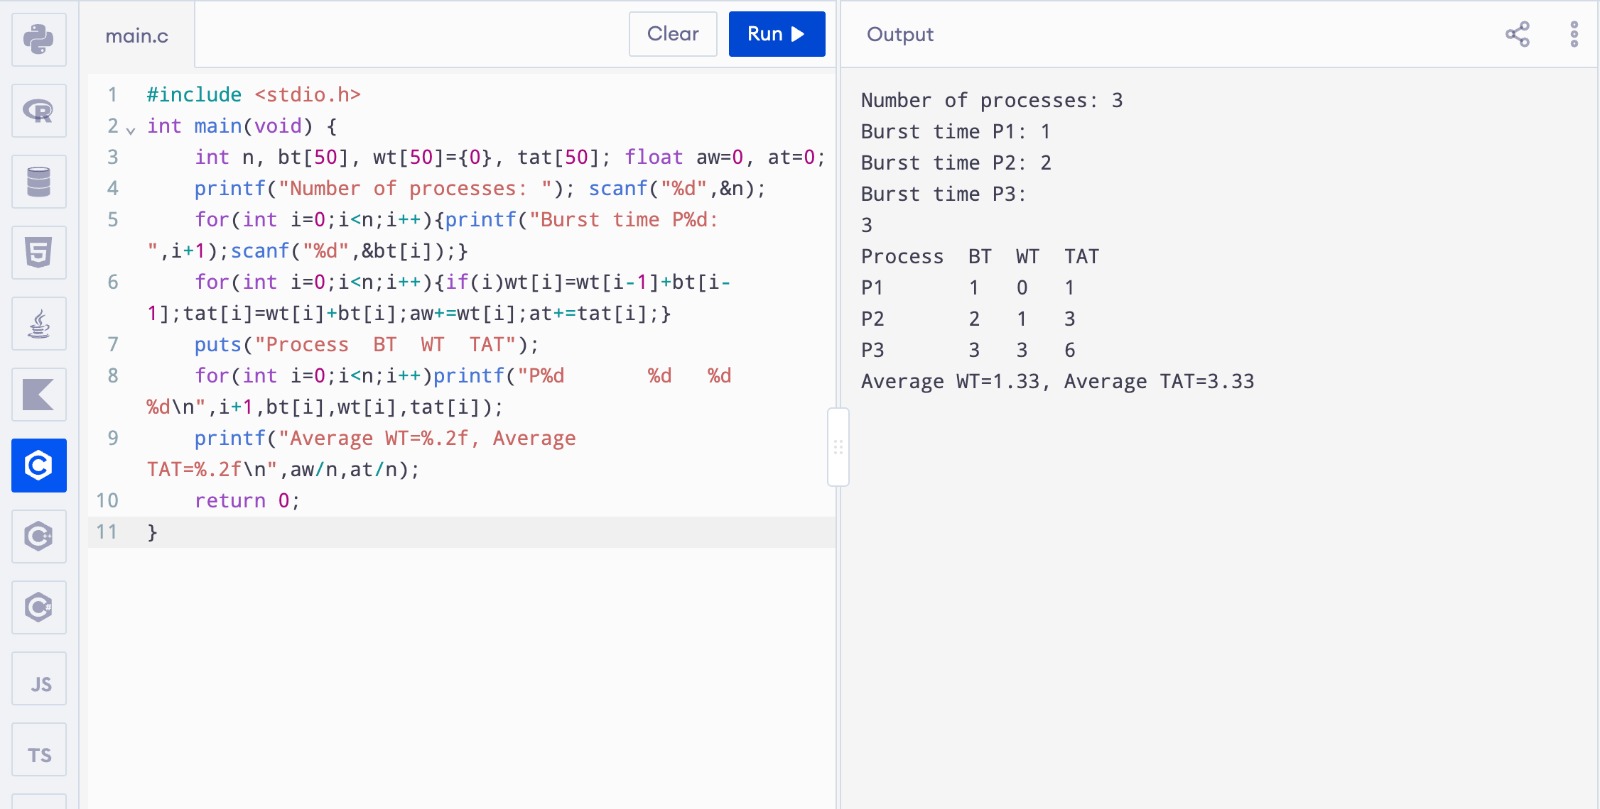 main.c
Clear
Run
Output
1 #include <stdio.h>
2 int main(void) {
3     int n, bt[50], wt[50]={0}, tat[50]; float aw=0, at=0;
4     printf("Number of processes: "); scanf("%d",&n);
5     for(int i=0;i<n;i++){printf("Burst time P%d:
",i+1);scanf("%d",&bt[i]);}
6     for(int i=0;i<n;i++){if(i)wt[i]=wt[i-1]+bt[i-
1];tat[i]=wt[i]+bt[i];aw+=wt[i];at+=tat[i];}
7     puts("Process  BT  WT  TAT");
8     for(int i=0;i<n;i++)printf("P%d       %d   %d
%d\n",i+1,bt[i],wt[i],tat[i]);
9     printf("Average WT=%.2f, Average
TAT=%.2f\n",aw/n,at/n);
10     return 0;
11 }
Number of processes: 3
Burst time P1: 1
Burst time P2: 2
Burst time P3:
3
Process  BT  WT  TAT
P1       1   0   1
P2       2   1   3
P3       3   3   6
Average WT=1.33, Average TAT=3.33
R
5
C
C
C#
JS
TS